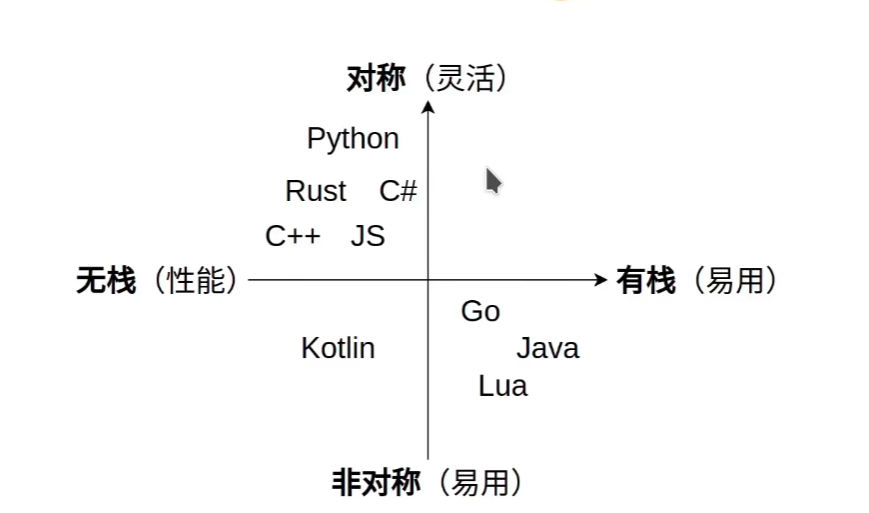 对称（灵活）
Python
Rust C#
C++ JS
无栈（性能） 有栈（易用）
Go
Kotlin Java
Lua
非对称（易用）